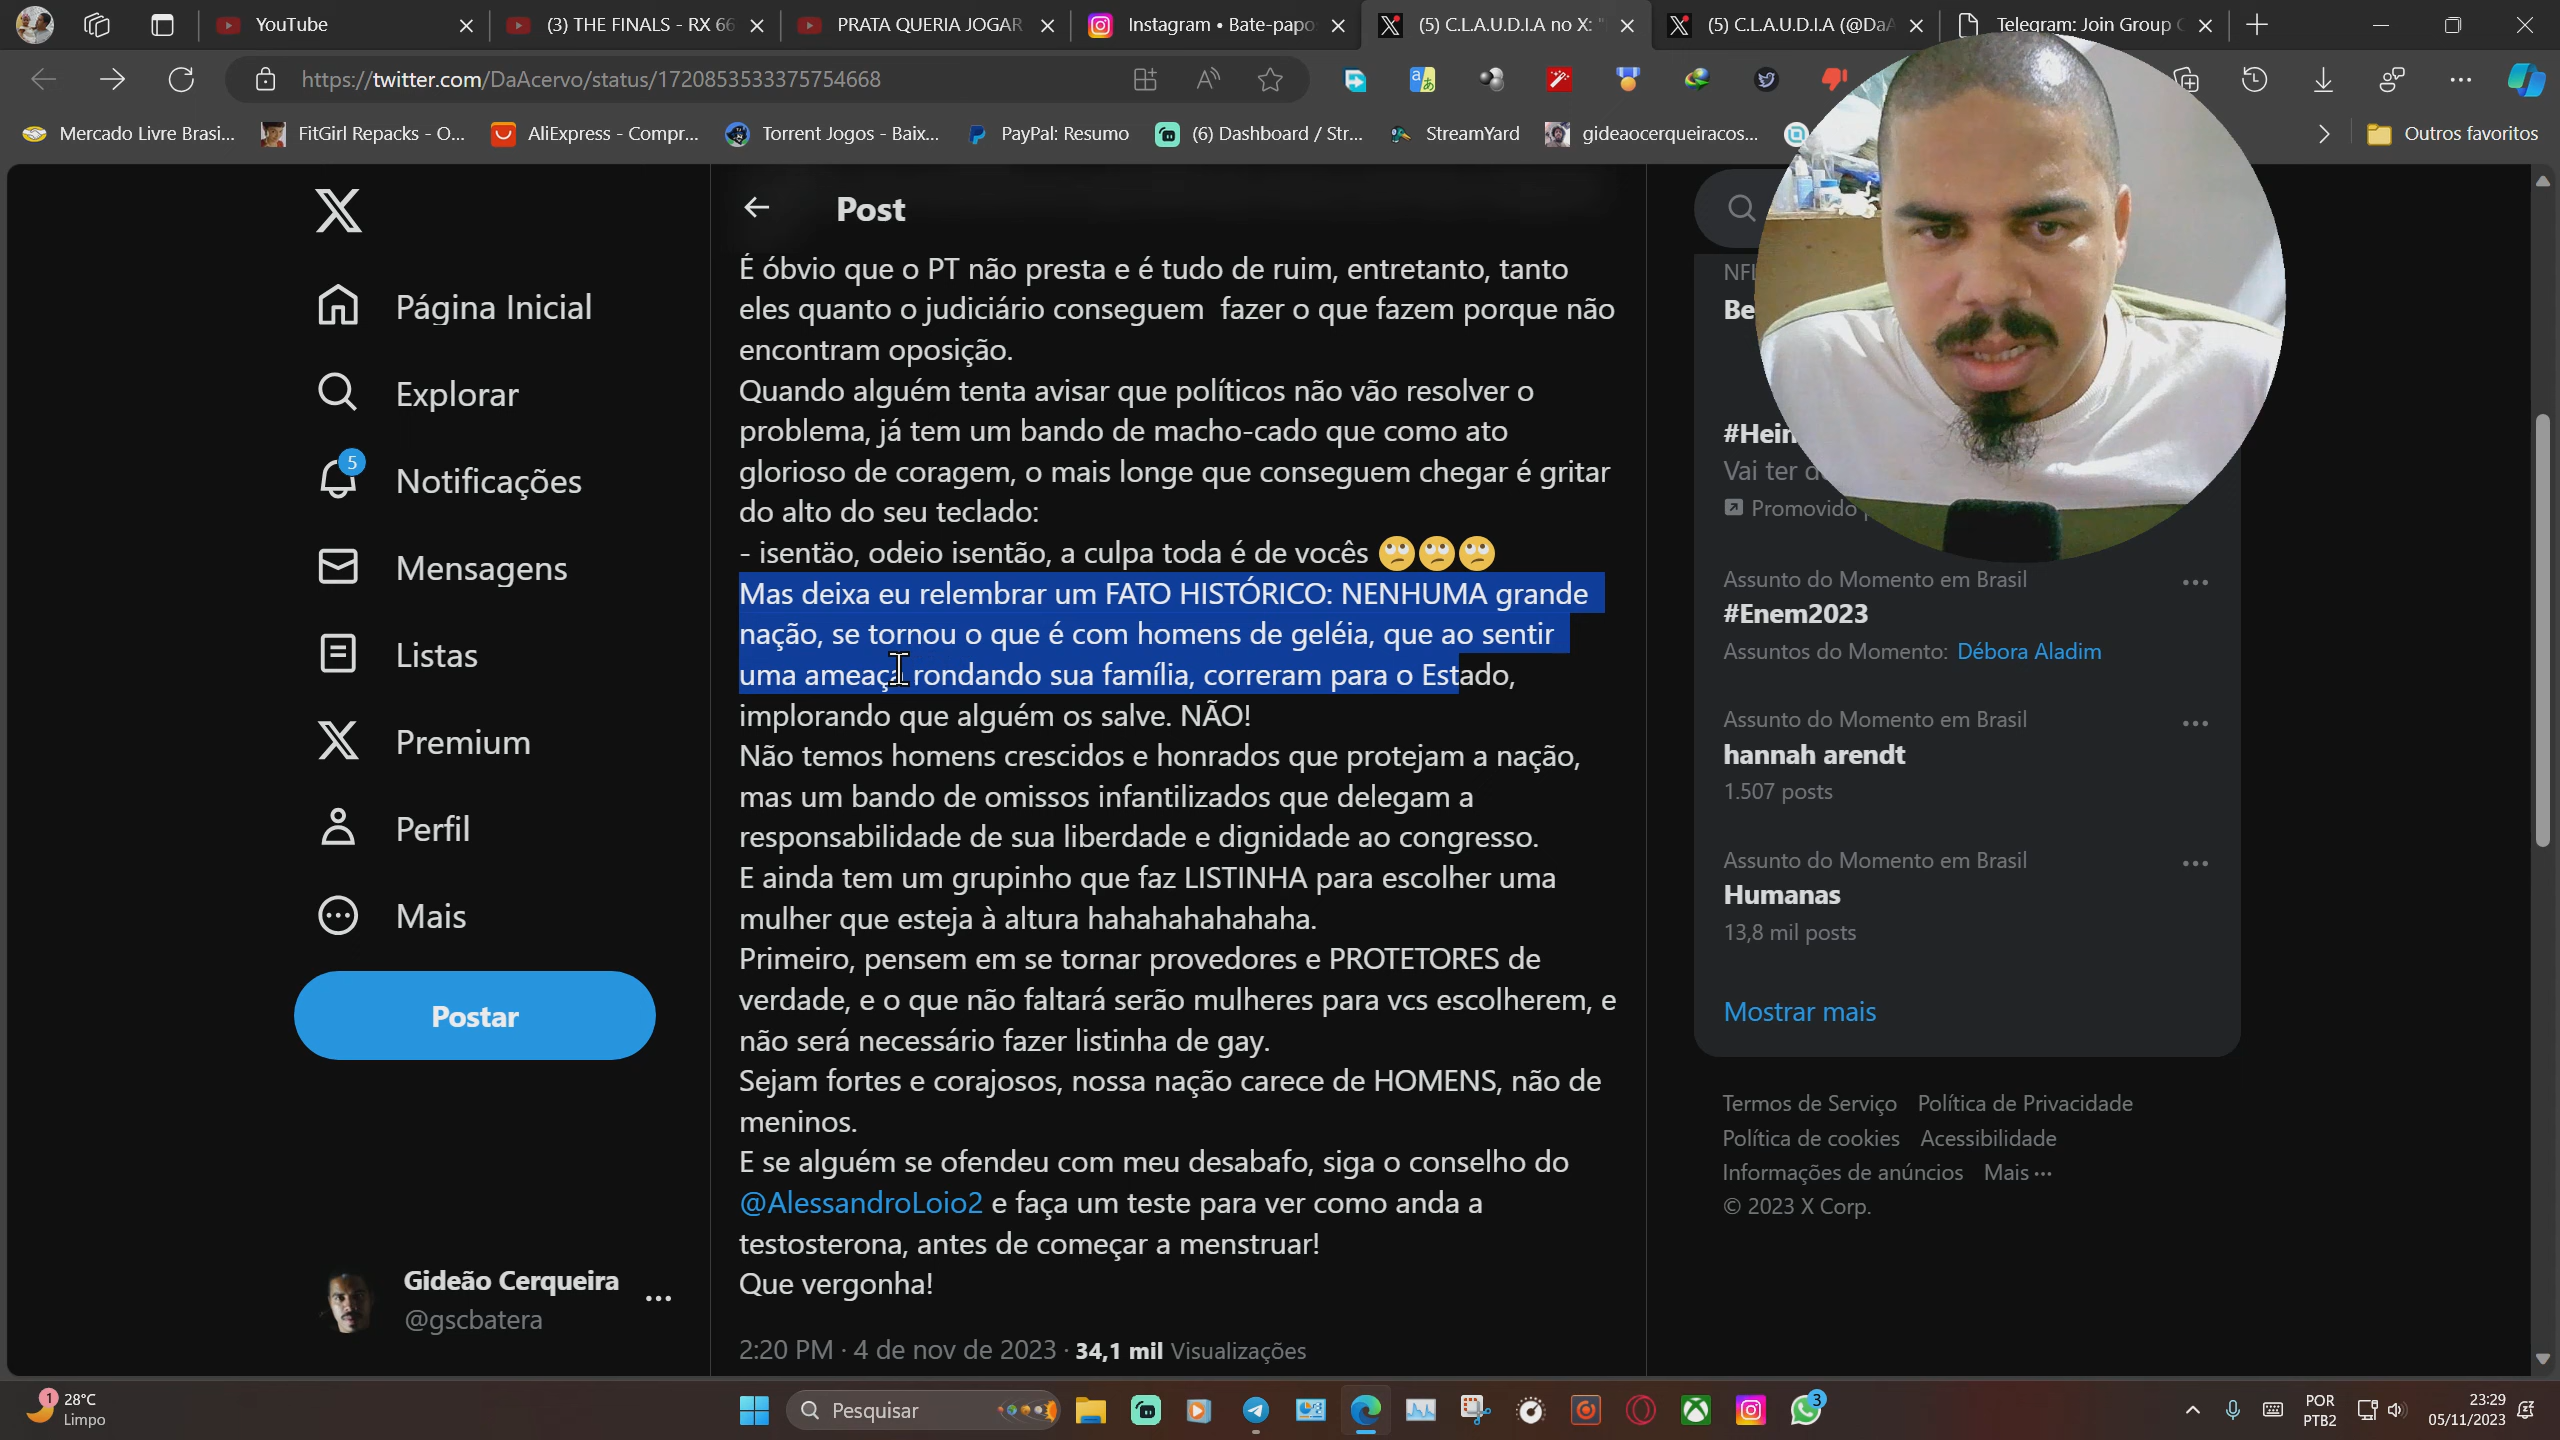 YouTube
(3) THE FINALS - RX 66
PRATA QUERIA JOGAR
Instagram • Bate-papo
(5) C.L.A.U.D.I.A no X: "
(5) C.L.A.U.D.I.A (@DaA
Telegram: Join Group
https://twitter.com/DaAcervo/status/1720853533375754668
Mercado Livre Brasi...
FitGirl Repacks - O...
AliExpress - Compr...
Torrent Jogos - Baix...
PayPal: Resumo
(6) Dashboard / Str...
StreamYard
gideaocerqueiracos...
Outros favoritos
Página Inicial
Explorar
5
Notificações
Mensagens
Listas
Premium
Perfil
Mais
Postar
Gideão Cerqueira
@gscbatera
Post
É óbvio que o PT não presta e é tudo de ruim, entretanto, tanto
eles quanto o judiciário conseguem  fazer o que fazem porque não
encontram oposição.
Quando alguém tenta avisar que políticos não vão resolver o
problema, já tem um bando de macho-cado que como ato
glorioso de coragem, o mais longe que conseguem chegar é gritar
do alto do seu teclado:
- isentäo, odeio isentão, a culpa toda é de vocês 🙄🙄🙄
Mas deixa eu relembrar um FATO HISTÓRICO: NENHUMA grande
nação, se tornou o que é com homens de geléia, que ao sentir
uma ameaça rondando sua família, correram para o Estado,
implorando que alguém os salve. NÃO!
Não temos homens crescidos e honrados que protejam a nação,
mas um bando de omissos infantilizados que delegam a
responsabilidade de sua liberdade e dignidade ao congresso.
E ainda tem um grupinho que faz LISTINHA para escolher uma
mulher que esteja à altura hahahahahahaha.
Primeiro, pensem em se tornar provedores e PROTETORES de
verdade, e o que não faltará serão mulheres para vcs escolherem, e
não será necessário fazer listinha de gay.
Sejam fortes e corajosos, nossa nação carece de HOMENS, não de
meninos.
E se alguém se ofendeu com meu desabafo, siga o conselho do
@AlessandroLoio2 e faça um teste para ver como anda a
testosterona, antes de começar a menstruar!
Que vergonha!
2:20 PM · 4 de nov de 2023 · 34,1 mil Visualizações
NFL
Be
#Hein
Vai ter d
Promovido
Assunto do Momento em Brasil
#Enem2023
Assuntos do Momento: Débora Aladim
Assunto do Momento em Brasil
hannah arendt
1.507 posts
Assunto do Momento em Brasil
Humanas
13,8 mil posts
Mostrar mais
Termos de Serviço Política de Privacidade
Política de cookies Acessibilidade
Informações de anúncios Mais ···
© 2023 X Corp.
1
28°C
Limpo
Pesquisar
3
POR
PTB2
23:29
05/11/2023